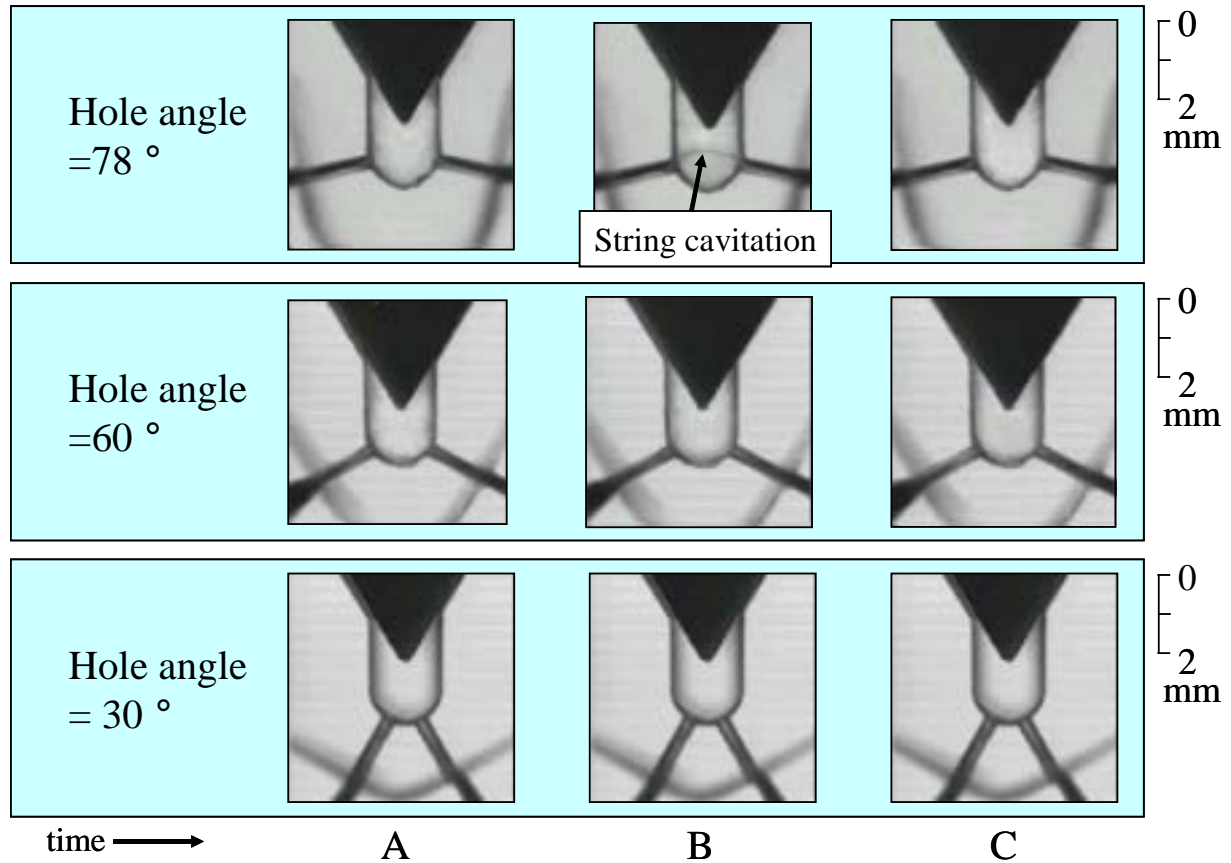 Hole angle
=78 °
String cavitation
0
2
mm
Hole angle
=60 °
0
2
mm
Hole angle
= 30 °
0
2
mm
time
A B C